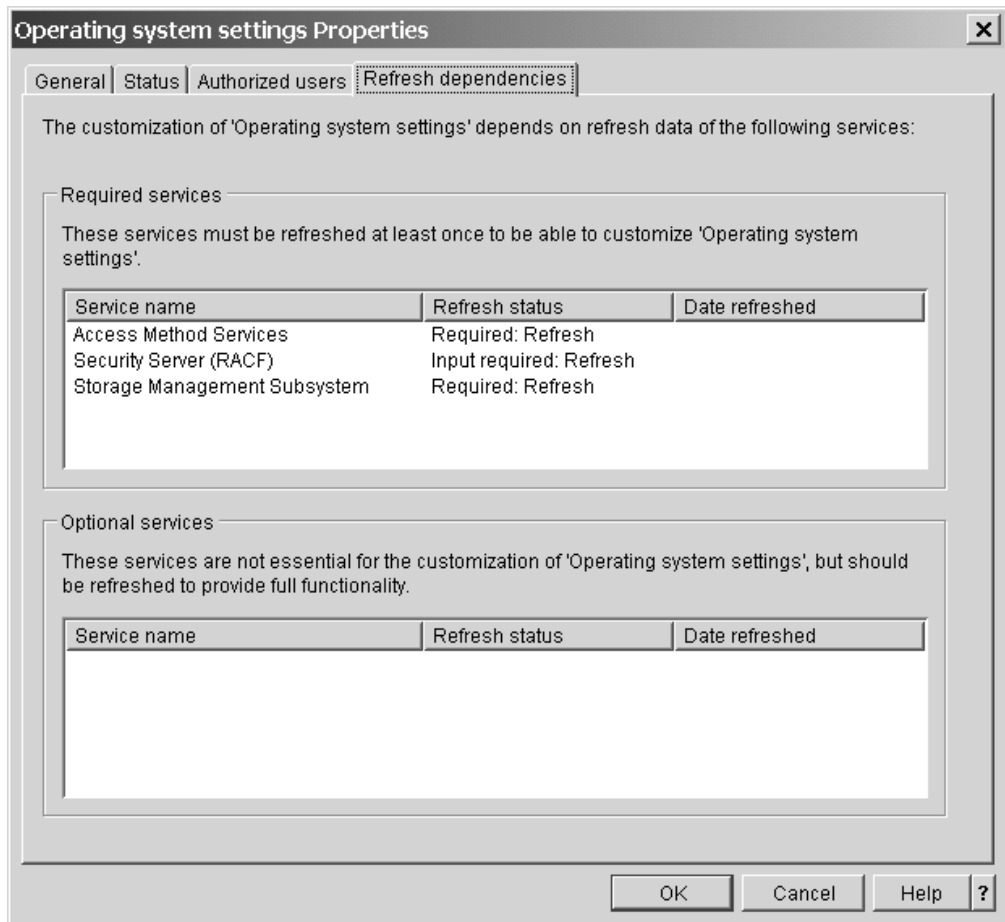 Operating system settings Properties
General Status Authorized users Refresh dependencies
The customization of 'Operating system settings' depends on refresh data of the following services:
Required services
These services must be refreshed at least once to be able to customize 'Operating system
settings'.
Service name Refresh status Date refreshed
Access Method Services Required: Refresh
Security Server (RACF) Input required: Refresh
Storage Management Subsystem Required: Refresh
Optional services
These services are not essential for the customization of 'Operating system settings', but should
be refreshed to provide full functionality.
Service name Refresh status Date refreshed
OK Cancel Help ?